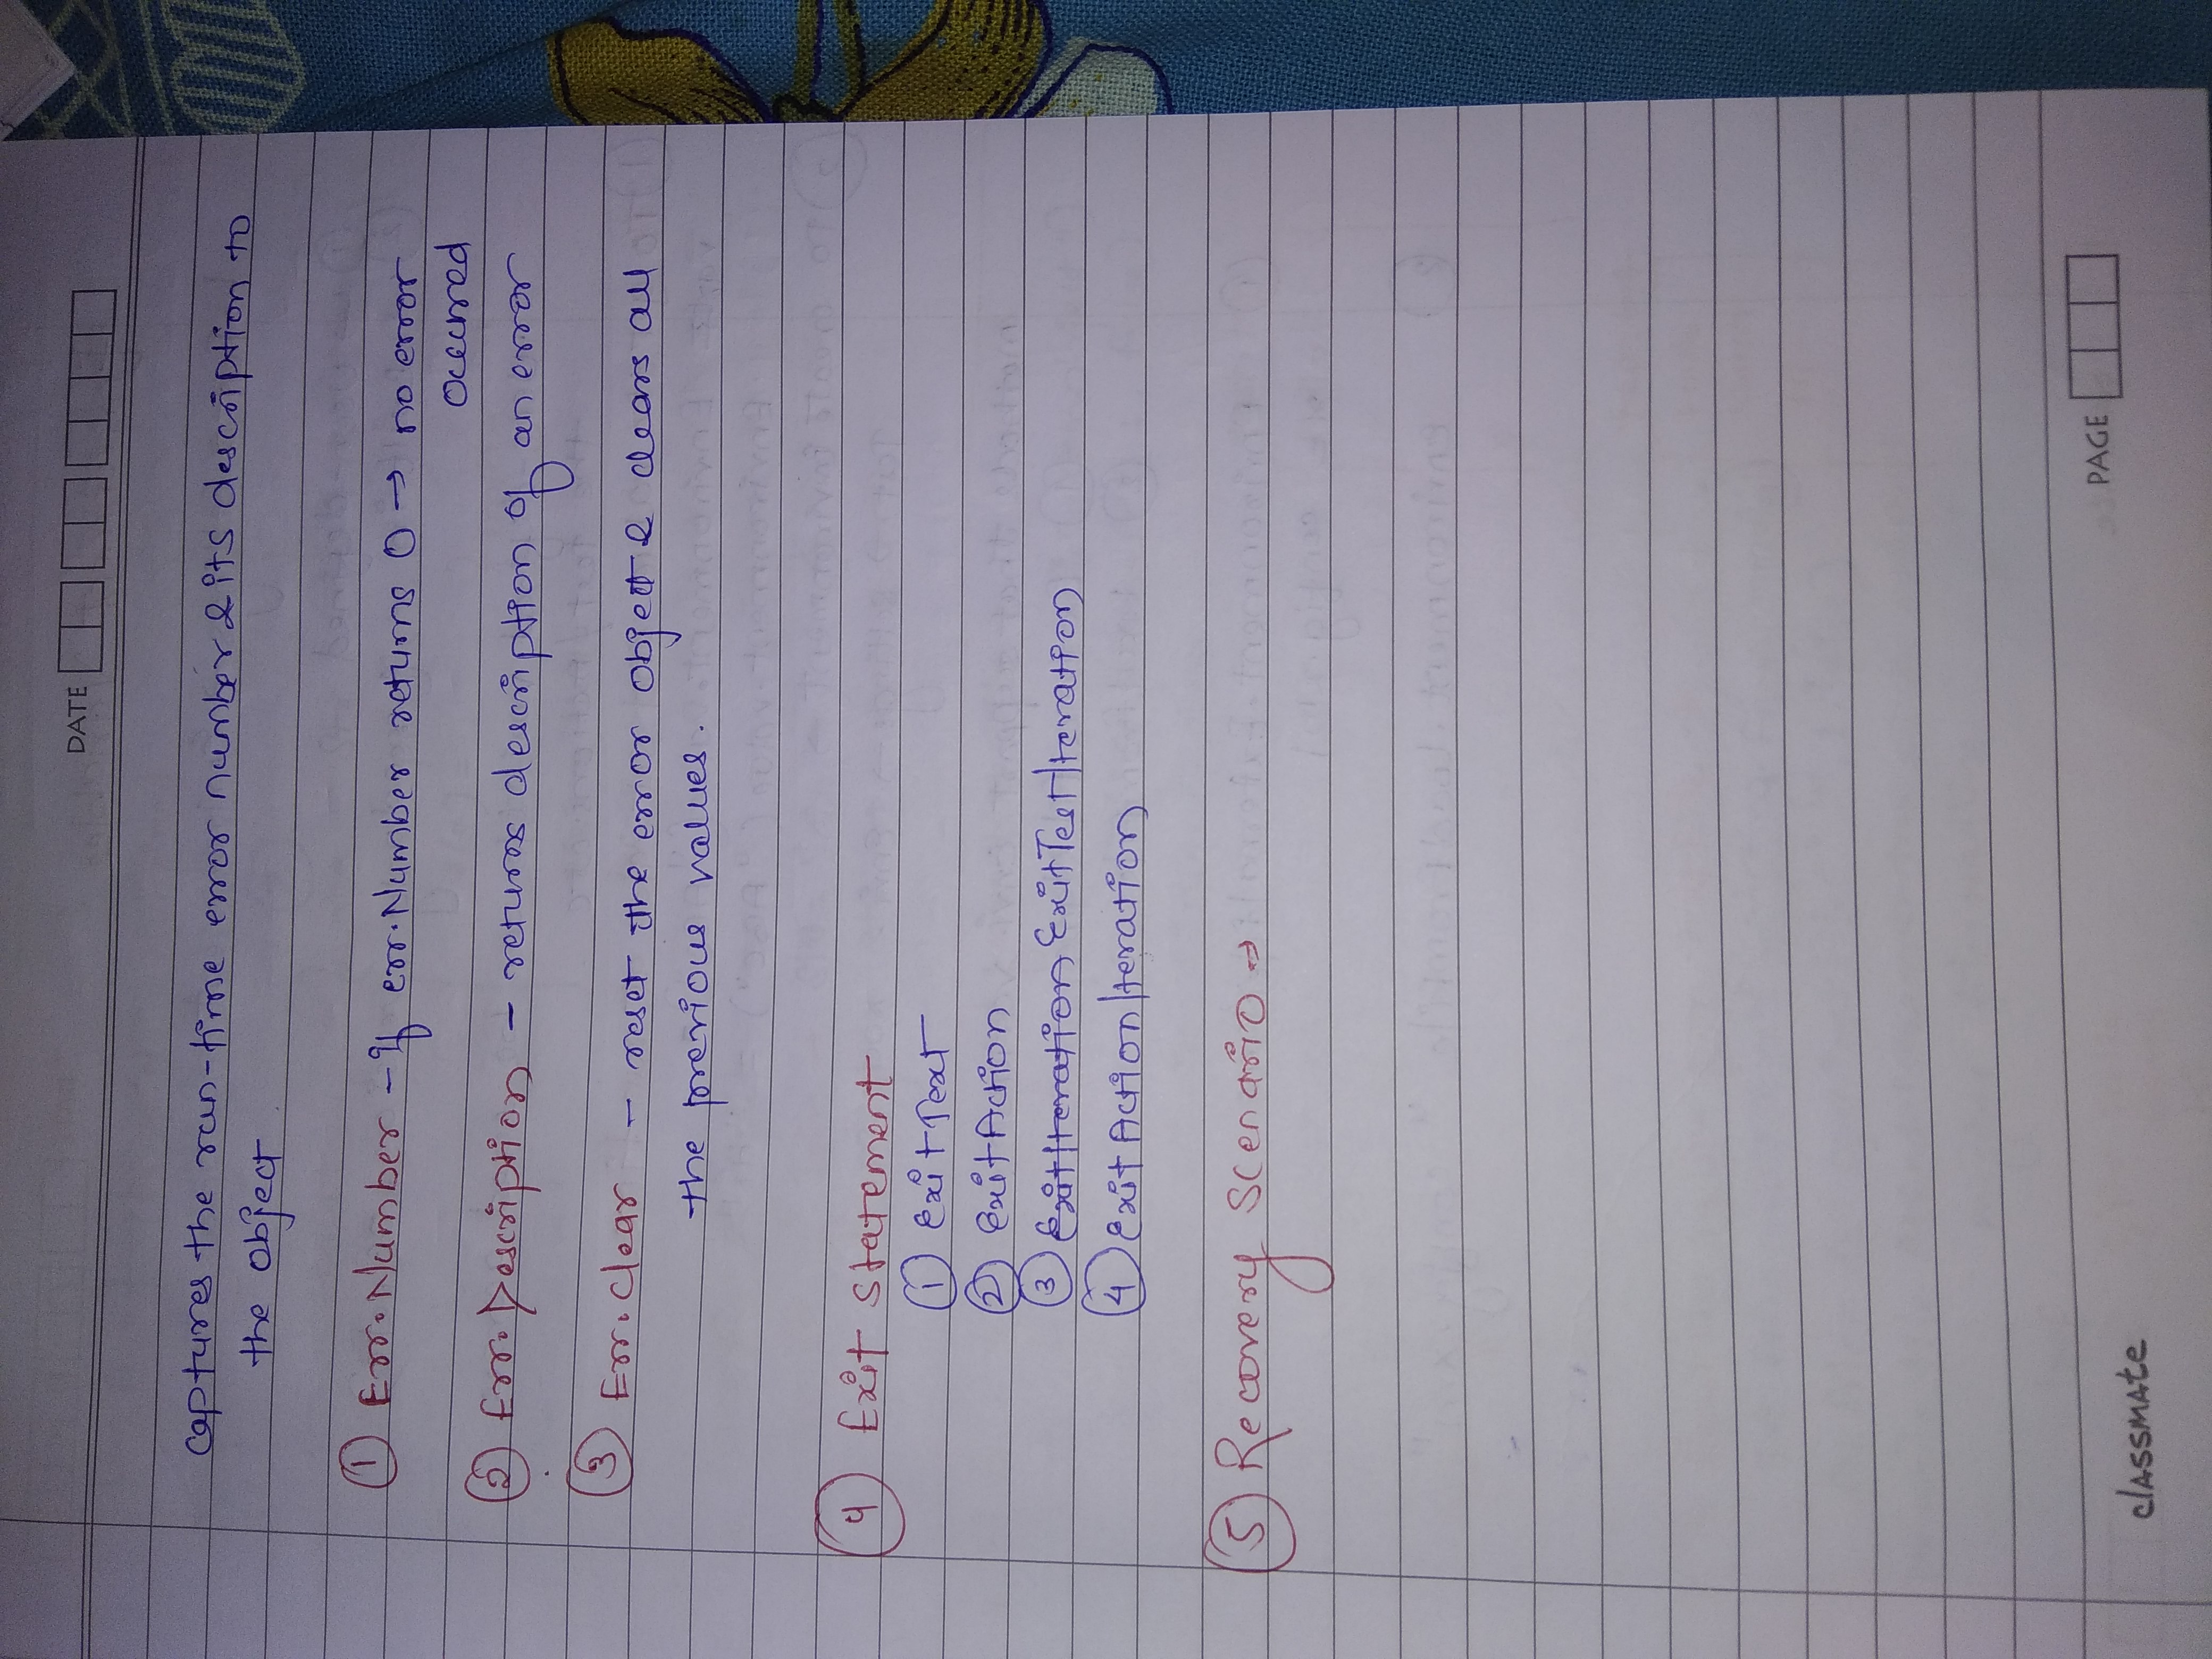 DATE
captures the run-time error number & its description to
the object
① Err.Number - if err.Number returns 0 → no error
occurred
② Err.Description - returns description of an error
③ Err.Clear - reset the error object & clears all
the previous values.
④ Exit statement
① ExitTest
② ExitAction
③ ExitIteration ExitTestIteration
④ ExitActionIteration
⑤ Recovery Scenario →
classmate
PAGE